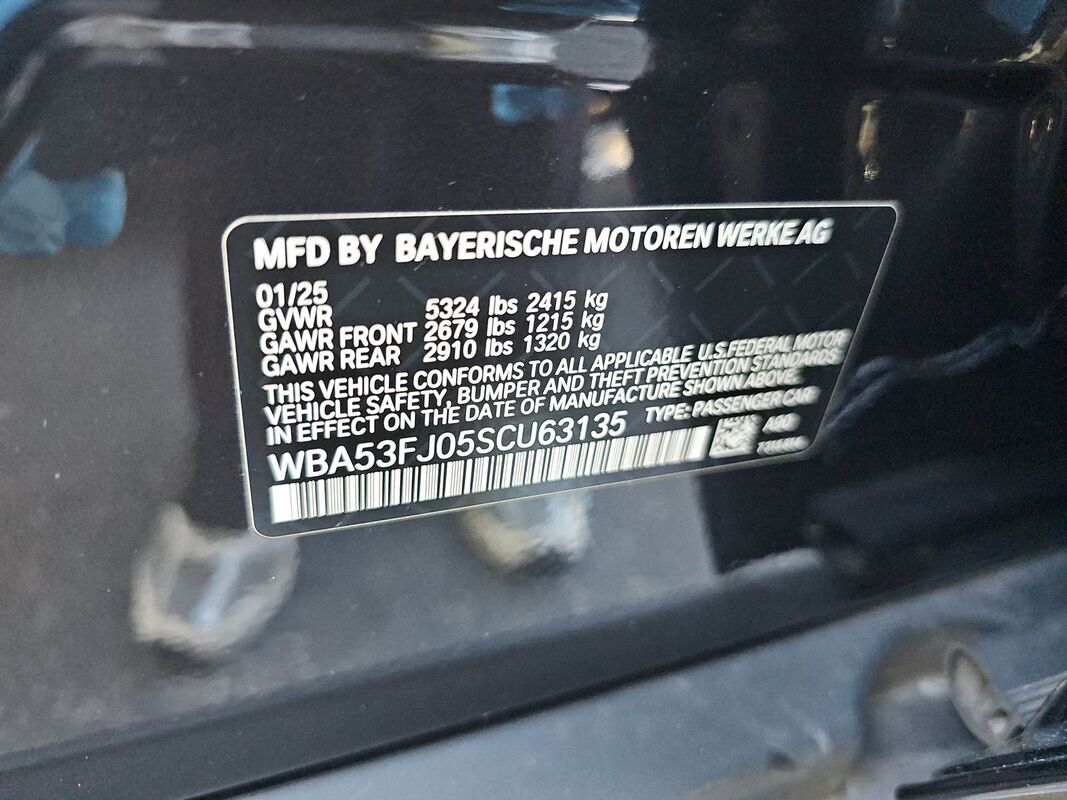 MFD BY BAYERISCHE MOTOREN WERKE AG
01/25
GVWR 5324 lbs 2415 kg
GAWR FRONT 2679 lbs 1215 kg
GAWR REAR 2910 lbs 1320 kg
THIS VEHICLE CONFORMS TO ALL APPLICABLE U.S.FEDERAL MOTOR
VEHICLE SAFETY, BUMPER AND THEFT PREVENTION STANDARDS
IN EFFECT ON THE DATE OF MANUFACTURE SHOWN ABOVE.
WBA53FJ05SCU63135 TYPE: PASSENGER CAR